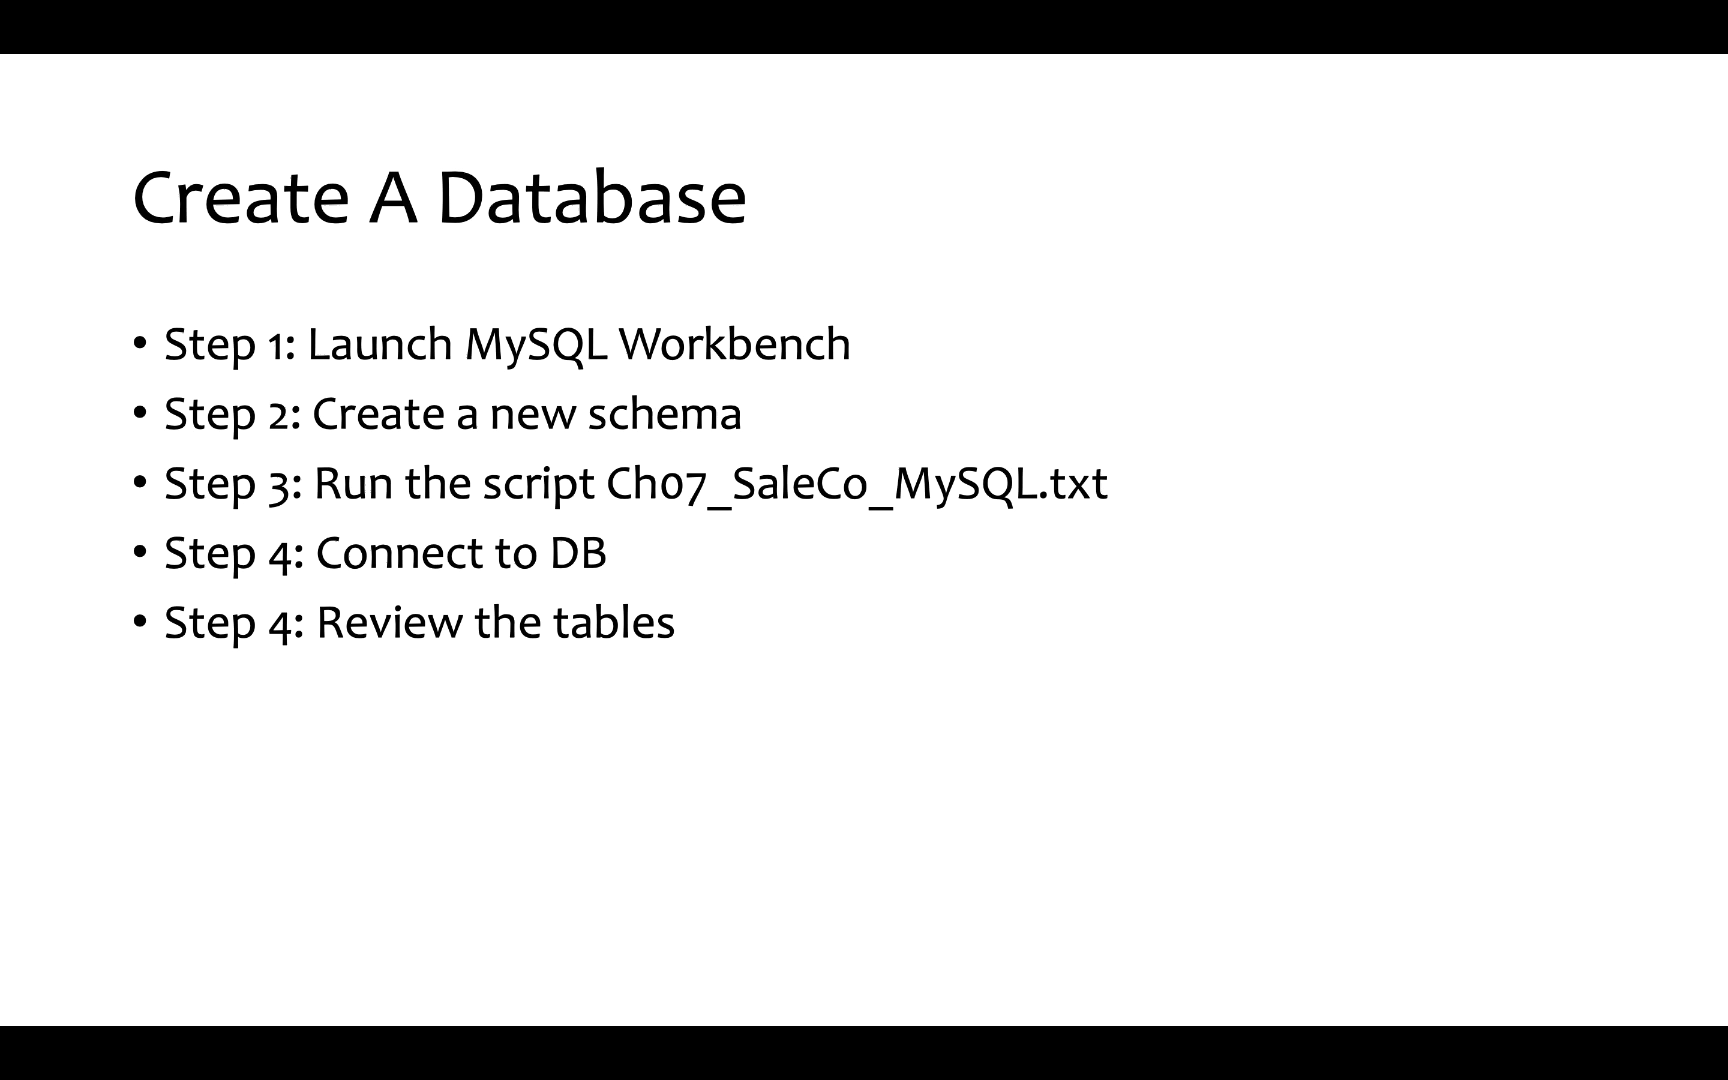 Create A Database
• Step 1: Launch MySQL Workbench
• Step 2: Create a new schema
• Step 3: Run the script Ch07_SaleCo_MySQL.txt
• Step 4: Connect to DB
• Step 4: Review the tables